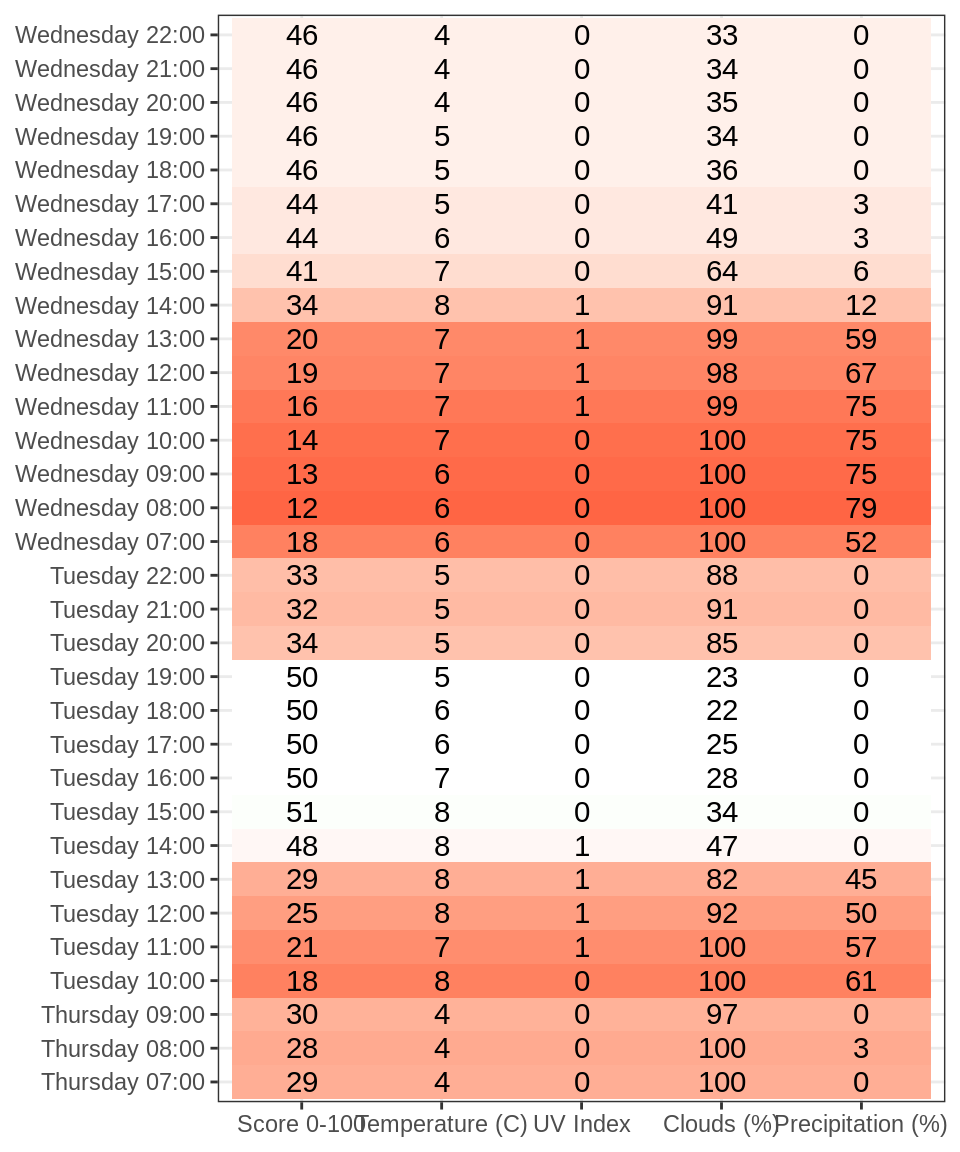 Wednesday 22:00 46 4 0 33 0
Wednesday 21:00 46 4 0 34 0
Wednesday 20:00 46 4 0 35 0
Wednesday 19:00 46 5 0 34 0
Wednesday 18:00 46 5 0 36 0
Wednesday 17:00 44 5 0 41 3
Wednesday 16:00 44 6 0 49 3
Wednesday 15:00 41 7 0 64 6
Wednesday 14:00 34 8 1 91 12
Wednesday 13:00 20 7 1 99 59
Wednesday 12:00 19 7 1 98 67
Wednesday 11:00 16 7 1 99 75
Wednesday 10:00 14 7 0 100 75
Wednesday 09:00 13 6 0 100 75
Wednesday 08:00 12 6 0 100 79
Wednesday 07:00 18 6 0 100 52
Tuesday 22:00 33 5 0 88 0
Tuesday 21:00 32 5 0 91 0
Tuesday 20:00 34 5 0 85 0
Tuesday 19:00 50 5 0 23 0
Tuesday 18:00 50 6 0 22 0
Tuesday 17:00 50 6 0 25 0
Tuesday 16:00 50 7 0 28 0
Tuesday 15:00 51 8 0 34 0
Tuesday 14:00 48 8 1 47 0
Tuesday 13:00 29 8 1 82 45
Tuesday 12:00 25 8 1 92 50
Tuesday 11:00 21 7 1 100 57
Tuesday 10:00 18 8 0 100 61
Thursday 09:00 30 4 0 97 0
Thursday 08:00 28 4 0 100 3
Thursday 07:00 29 4 0 100 0
Score 0-100 Temperature (C) UV Index Clouds (%) Precipitation (%)